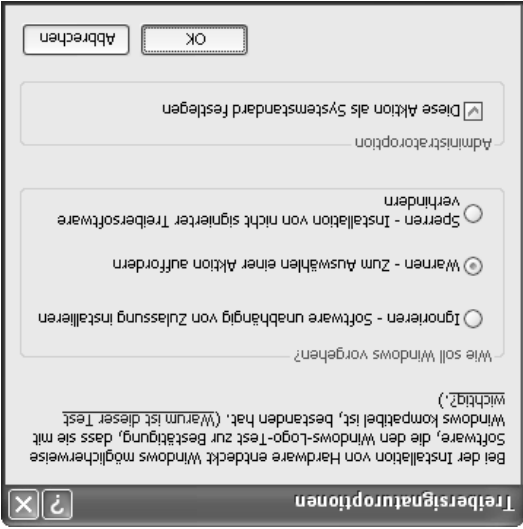 Treibersignaturoptionen
Bei der Installation von Hardware entdeckt Windows möglicherweise
Software, die den Windows-Logo-Test zur Bestätigung, dass sie mit
Windows kompatibel ist, bestanden hat. (Warum ist dieser Test
wichtig?.)
Wie soll Windows vorgehen?
Ignorieren - Software unabhängig von Zulassung installieren
Warnen - Zum Auswählen einer Aktion auffordern
Sperren - Installation von nicht signierter Treibersoftware
verhindern
Administratoroption
Diese Aktion als Systemstandard festlegen
OK
Abbrechen